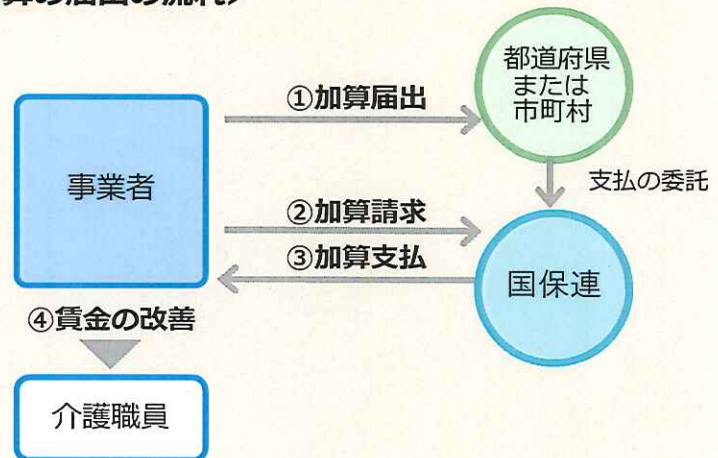 算の届出の流れ>
都道府県
または
市町村
①加算届出
事業者
支払の委託
②加算請求
③加算支払
国保連
④賃金の改善
介護職員